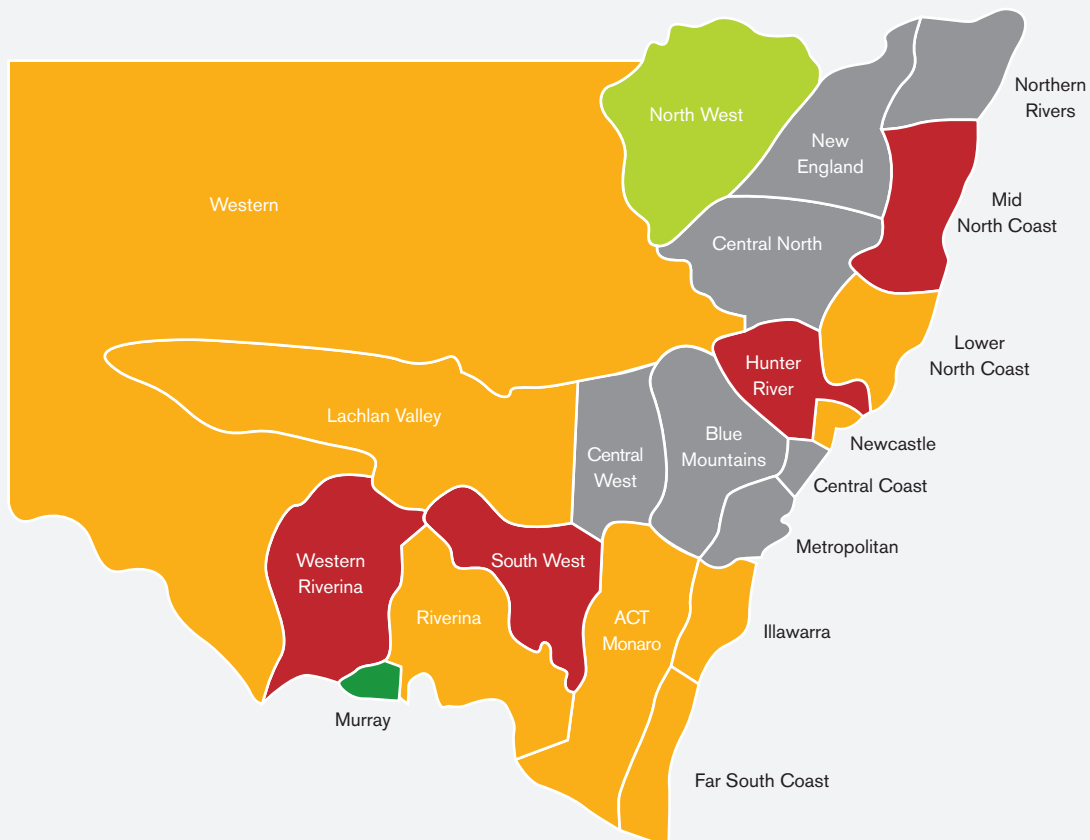 Northern
Rivers
North West
New
England
Western
Mid
North Coast
Central North
Lower
North Coast
Hunter
River
Lachlan Valley
Blue
Mountains
Newcastle
Central
West
Central Coast
Metropolitan
Western
Riverina
South West
Riverina
ACT
Monaro
Illawarra
Murray
Far South Coast